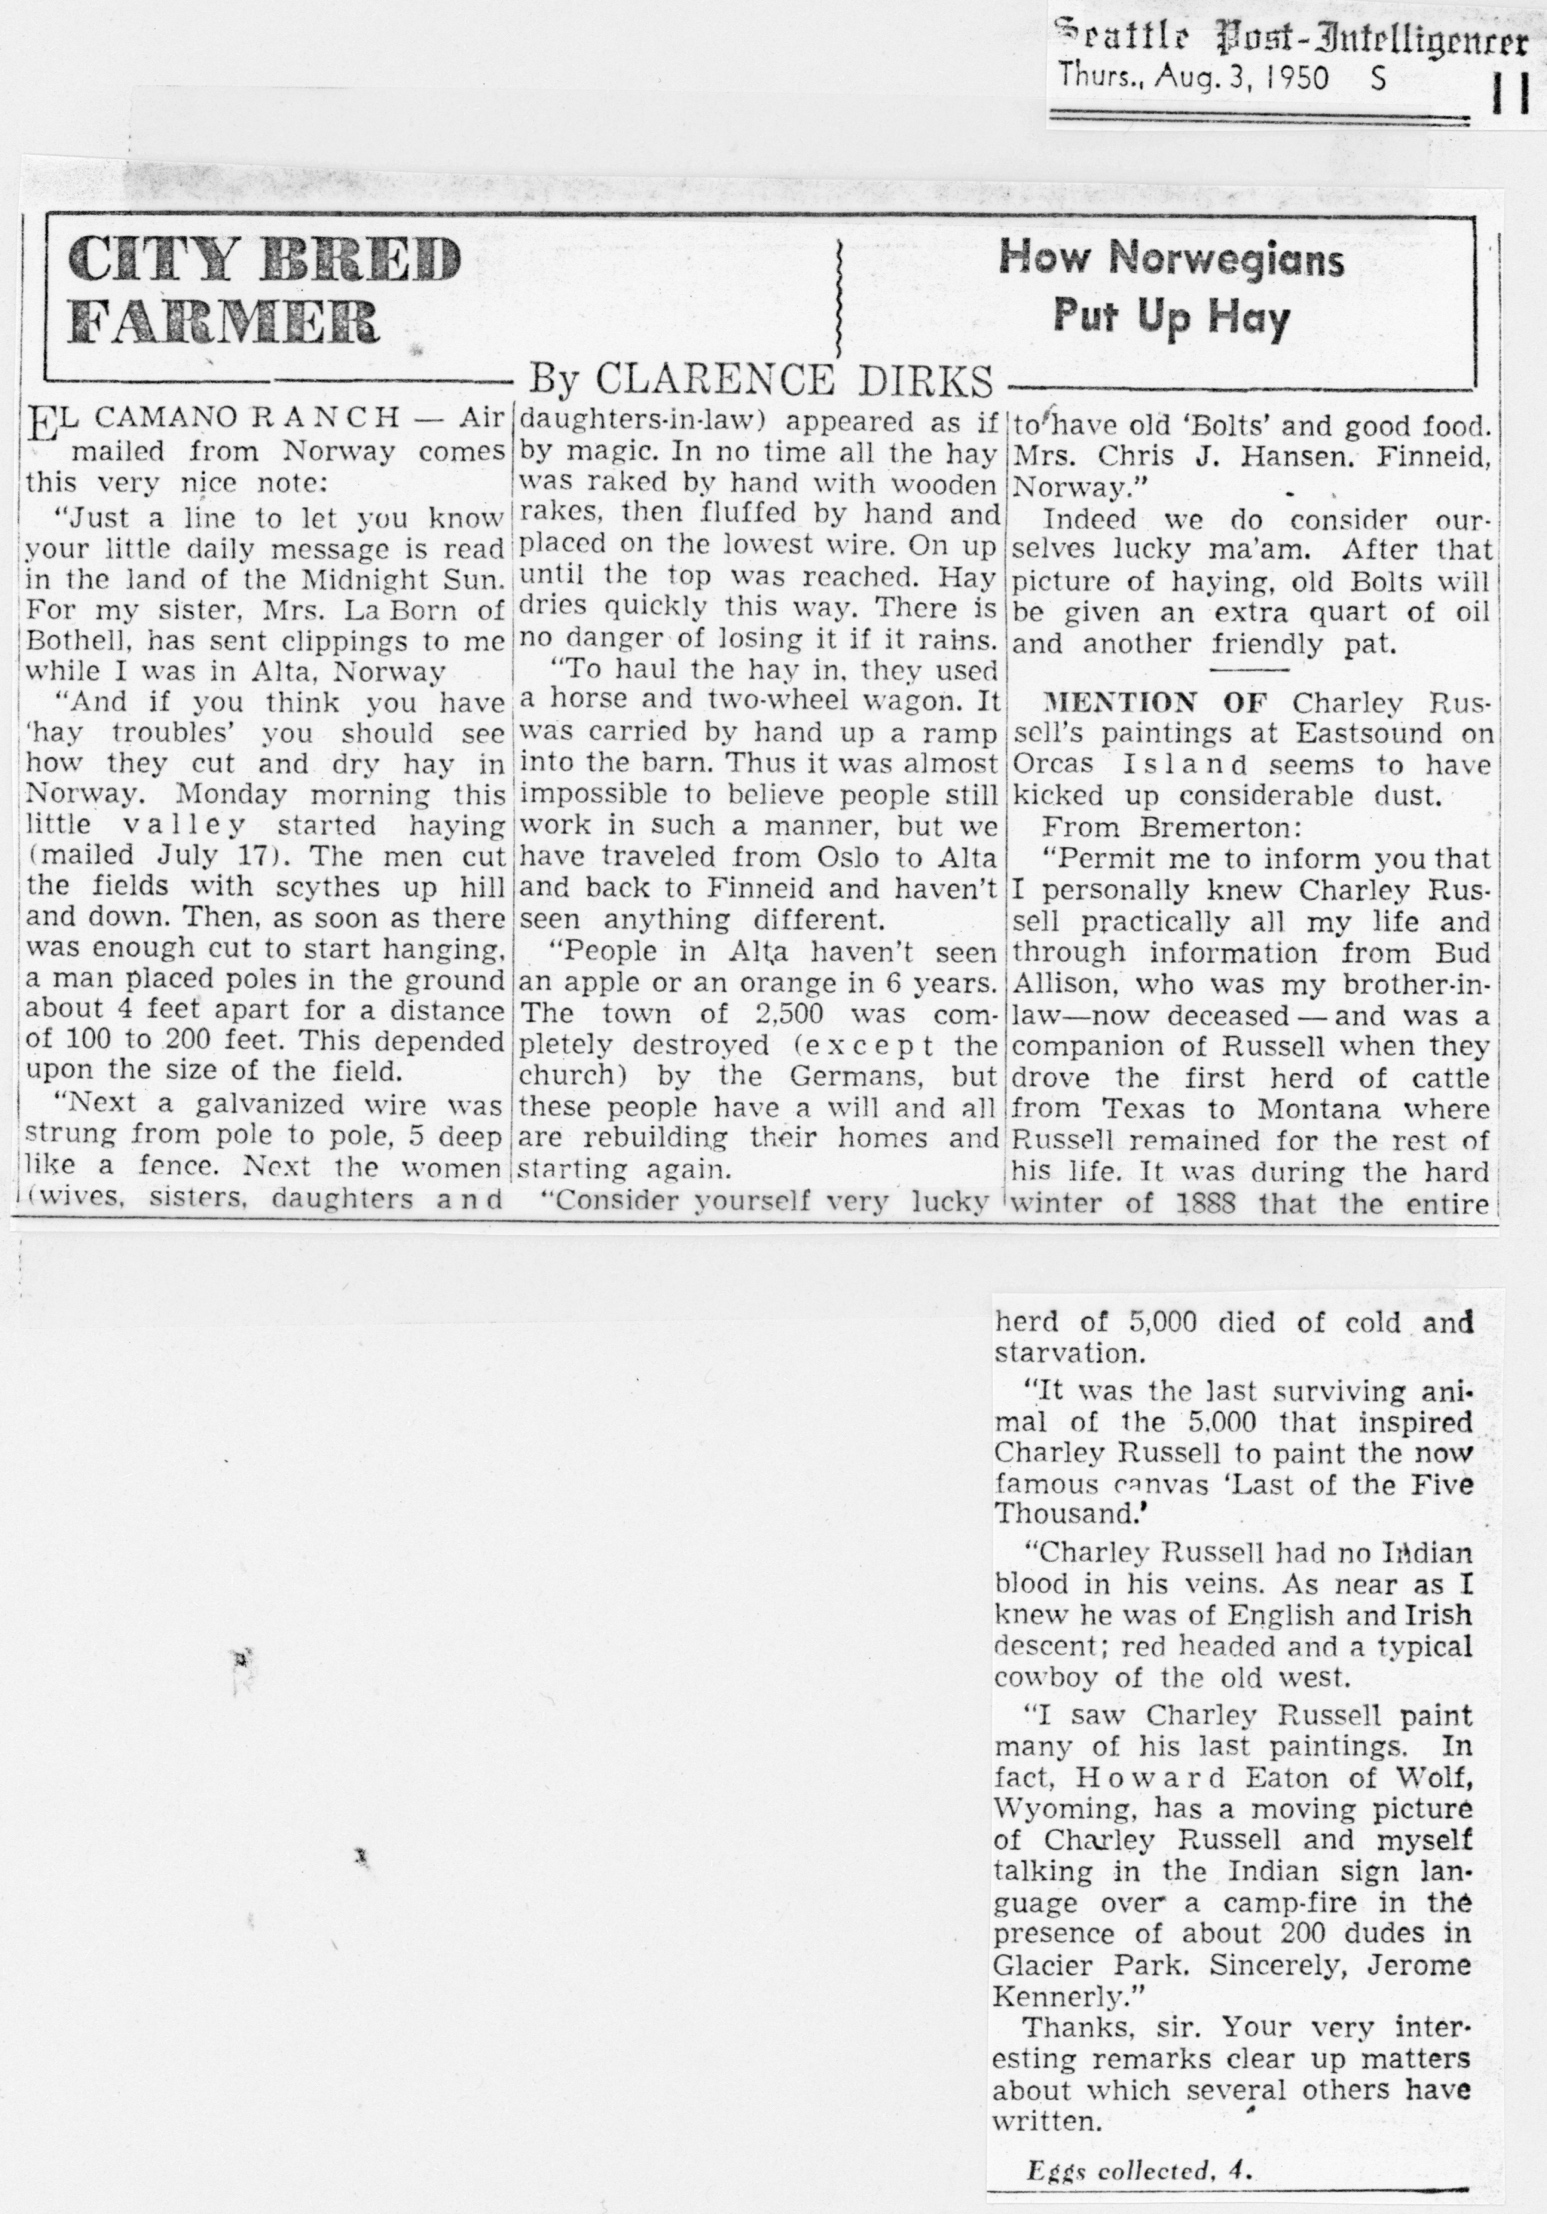 Seattle Post-Intelligencer
Thurs., Aug. 3, 1950 S 11
CITY BRED
FARMER
How Norwegians
Put Up Hay
By CLARENCE DIRKS
EL CAMANO RANCH — Air
mailed from Norway comes
this very nice note:
"Just a line to let you know
your little daily message is read
in the land of the Midnight Sun.
For my sister, Mrs. La Born of
Bothell, has sent clippings to me
while I was in Alta, Norway
"And if you think you have
'hay troubles' you should see
how they cut and dry hay in
Norway. Monday morning this
little valley started haying
(mailed July 17). The men cut
the fields with scythes up hill
and down. Then, as soon as there
was enough cut to start hanging,
a man placed poles in the ground
about 4 feet apart for a distance
of 100 to 200 feet. This depended
upon the size of the field.
"Next a galvanized wire was
strung from pole to pole, 5 deep
like a fence. Next the women
(wives, sisters, daughters and
daughters-in-law) appeared as if
by magic. In no time all the hay
was raked by hand with wooden
rakes, then fluffed by hand and
placed on the lowest wire. On up
until the top was reached. Hay
dries quickly this way. There is
no danger of losing it if it rains.
"To haul the hay in, they used
a horse and two-wheel wagon. It
was carried by hand up a ramp
into the barn. Thus it was almost
impossible to believe people still
work in such a manner, but we
have traveled from Oslo to Alta
and back to Finneid and haven't
seen anything different.
"People in Alta haven't seen
an apple or an orange in 6 years.
The town of 2,500 was com-
pletely destroyed (except the
church) by the Germans, but
these people have a will and all
are rebuilding their homes and
starting again.
"Consider yourself very lucky
to have old 'Bolts' and good food.
Mrs. Chris J. Hansen. Finneid,
Norway."
Indeed we do consider our-
selves lucky ma'am. After that
picture of haying, old Bolts will
be given an extra quart of oil
and another friendly pat.
MENTION OF Charley Rus-
sell's paintings at Eastsound on
Orcas Island seems to have
kicked up considerable dust.
From Bremerton:
"Permit me to inform you that
I personally knew Charley Rus-
sell practically all my life and
through information from Bud
Allison, who was my brother-in-
law—now deceased—and was a
companion of Russell when they
drove the first herd of cattle
from Texas to Montana where
Russell remained for the rest of
his life. It was during the hard
winter of 1888 that the entire
herd of 5,000 died of cold and
starvation.
"It was the last surviving ani-
mal of the 5,000 that inspired
Charley Russell to paint the now
famous canvas 'Last of the Five
Thousand.'
"Charley Russell had no Indian
blood in his veins. As near as I
knew he was of English and Irish
descent; red headed and a typical
cowboy of the old west.
"I saw Charley Russell paint
many of his last paintings. In
fact, Howard Eaton of Wolf,
Wyoming, has a moving picture
of Charley Russell and myself
talking in the Indian sign lan-
guage over a camp-fire in the
presence of about 200 dudes in
Glacier Park. Sincerely, Jerome
Kennerly."
Thanks, sir. Your very inter-
esting remarks clear up matters
about which several others have
written.
Eggs collected, 4.